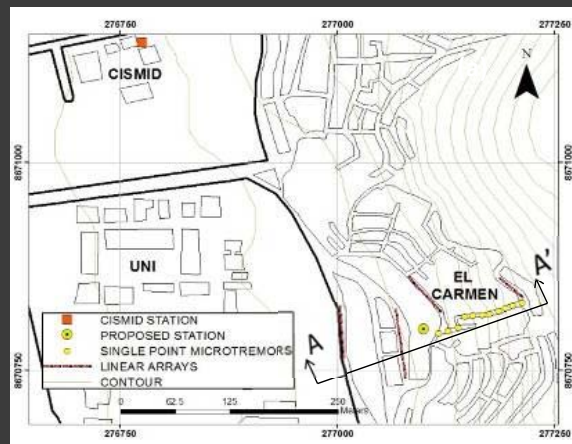 276750 277000 277250
CISMID
N
8671000 8671000
UNI
EL
CARMEN
A'
A
CISMID STATION
PROPOSED STATION
SINGLE POINT MICROTREMORS
LINEAR ARRAYS
CONTOUR
8670750 8670750
0 62.5 125 250
Meters
276750 277000 277250